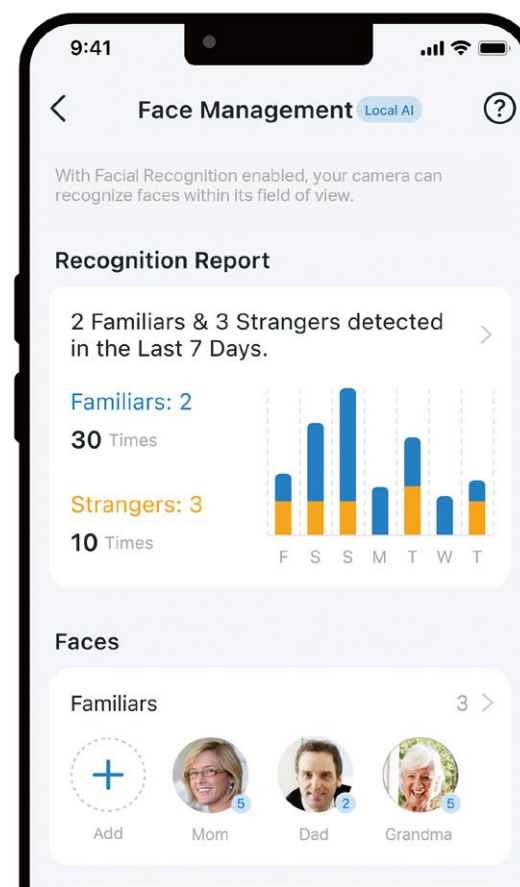 9:41
Face Management Local AI ?
With Facial Recognition enabled, your camera can
recognize faces within its field of view.
Recognition Report
2 Familiars & 3 Strangers detected
in the Last 7 Days.
Familiars: 2
30 Times
Strangers: 3
10 Times
F S S M T W T
Faces
Familiars 3
5 2 5
Add Mom Dad Grandma